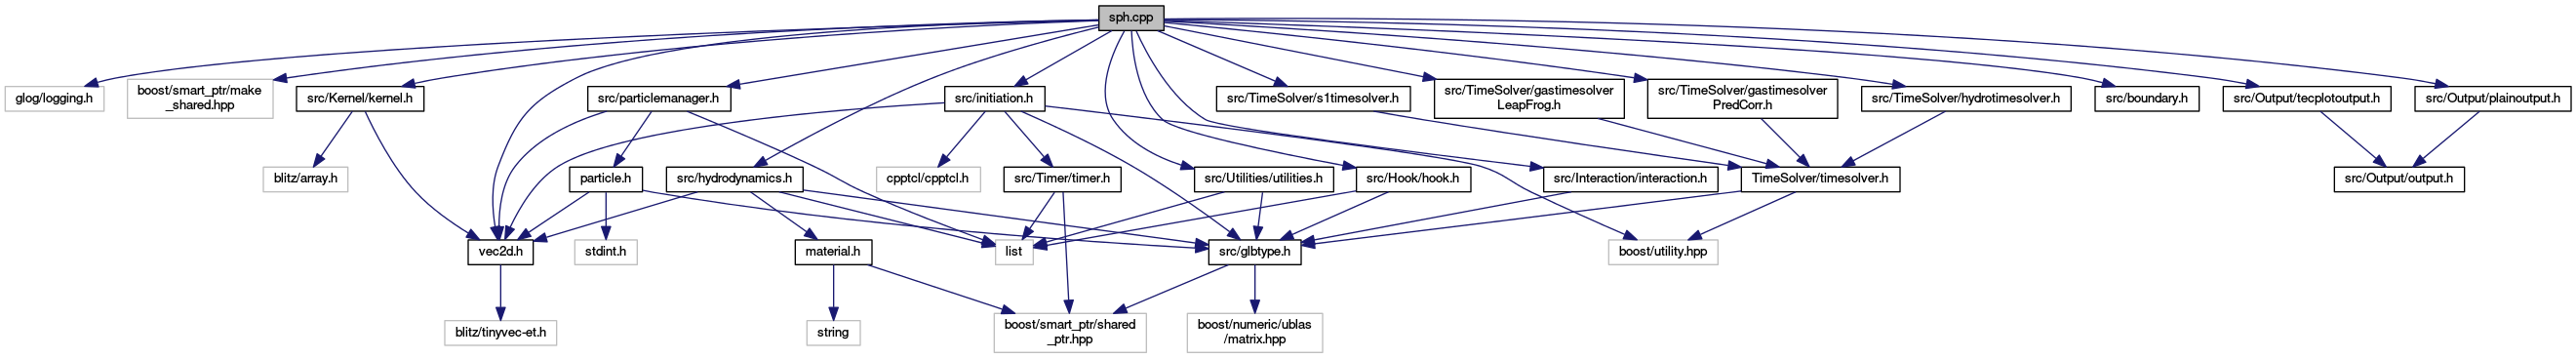 sph.cpp
glog/logging.h
boost/smart_ptr/make
_shared.hpp
src/Kernel/kernel.h
src/particlemanager.h
src/initiation.h
src/TimeSolver/s1timesolver.h
src/TimeSolver/gastimesolver
LeapFrog.h
src/TimeSolver/gastimesolver
PredCorr.h
src/TimeSolver/hydrotimesolver.h
src/boundary.h
src/Output/tecplotoutput.h
src/Output/plainoutput.h
blitz/array.h
particle.h
src/hydrodynamics.h
cpptcl/cpptcl.h
src/Timer/timer.h
src/Utilities/utilities.h
src/Hook/hook.h
src/Interaction/interaction.h
TimeSolver/timesolver.h
src/Output/output.h
vec2d.h
stdint.h
material.h
list
src/glbtype.h
boost/utility.hpp
blitz/tinyvec-et.h
string
boost/smart_ptr/shared
_ptr.hpp
boost/numeric/ublas
/matrix.hpp